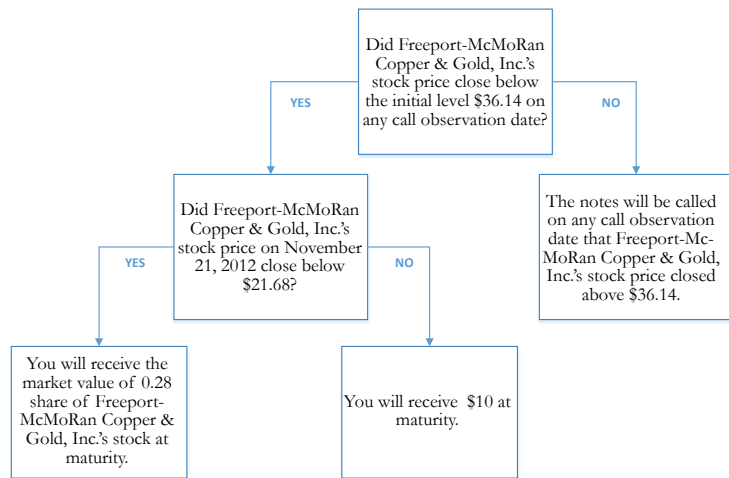 Did Freeport-McMoRan
Copper & Gold, Inc.'s
stock price close below
the initial level $36.14 on
any call observation date?
YES
NO
Did Freeport-McMoRan
Copper & Gold, Inc.'s
stock price on November
21, 2012 close below
$21.68?
The notes will be called
on any call observation
date that Freeport-Mc-
MoRan Copper & Gold,
Inc.'s stock price closed
above $36.14.
YES
NO
You will receive the
market value of 0.28
share of Freeport-
McMoRan Copper &
Gold, Inc.'s stock at
maturity.
You will receive $10 at
maturity.